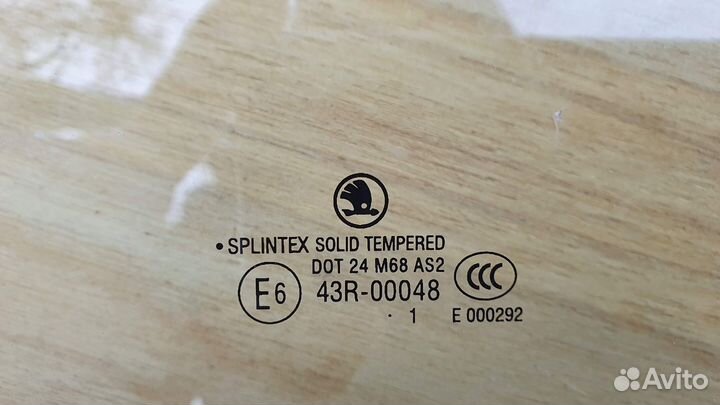 • SPLINTEX SOLID TEMPERED
DOT 24 M68 AS2
E6 43R-00048 CCC
· 1 E 000292
Avito